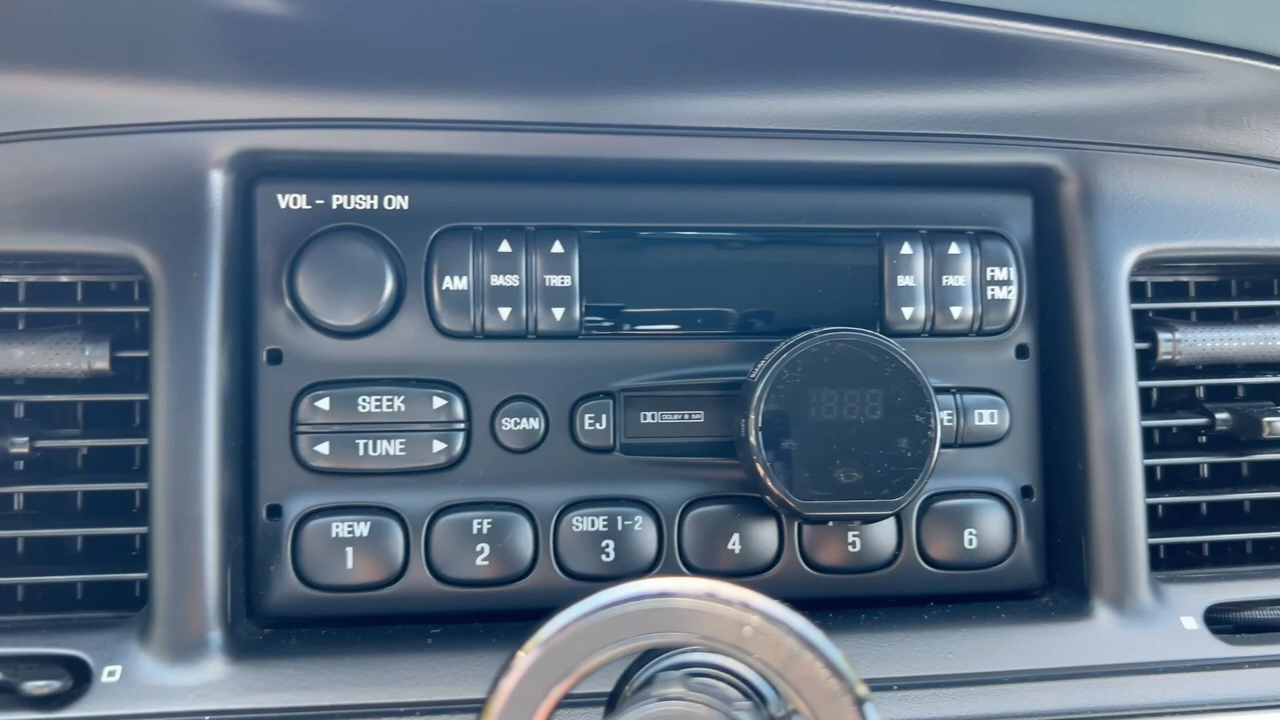 VOL - PUSH ON
AM
BASS
TREB
BAL
FADE
FM1
FM2
SEEK
TUNE
SCAN
EJ
DOLBY B NR
REW
1
FF
2
SIDE 1-2
3
4
5
6